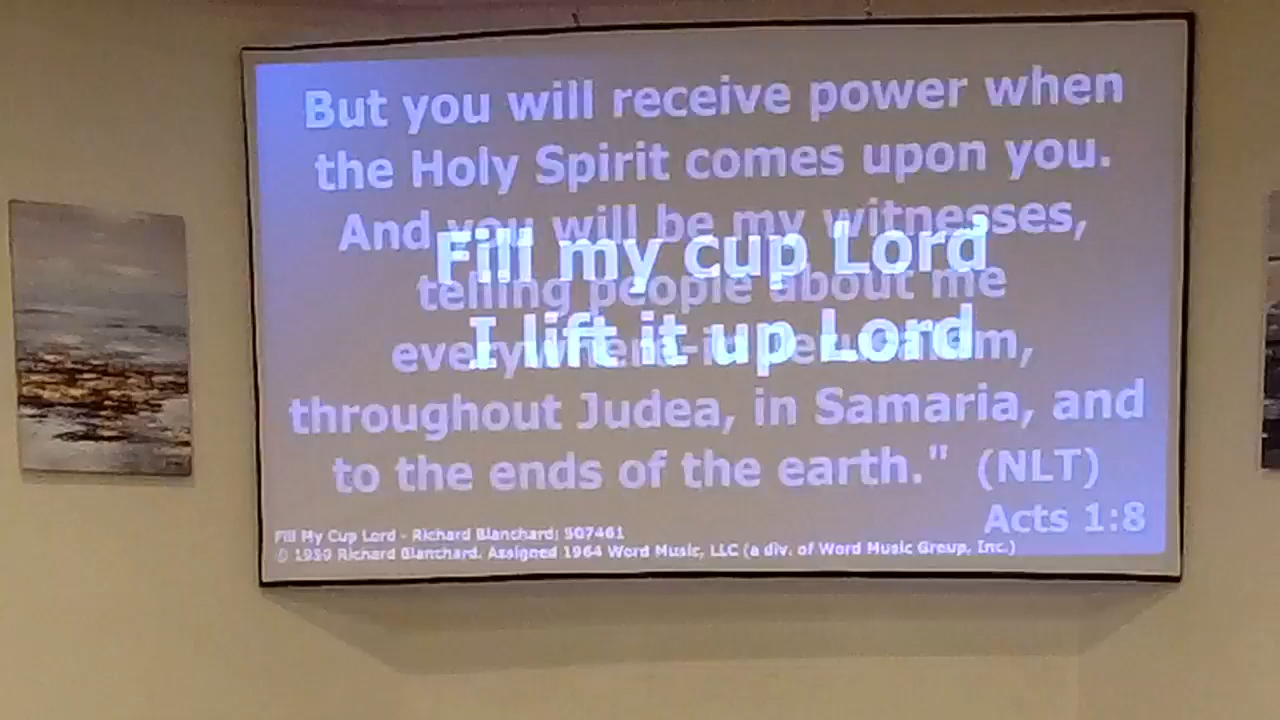 But you will receive power when
the Holy Spirit comes upon you.
And you will be my witnesses,
Fill my cup Lord
telling people about me
I lift it up Lord
everywhere-in Jerusalem,
throughout Judea, in Samaria, and
to the ends of the earth." (NLT)
Acts 1:8
Fill My Cup Lord - Richard Blanchard; 507461
© 1959 Richard Blanchard. Assigned 1964 Word Music, LLC (a div. of Word Music Group, Inc.)